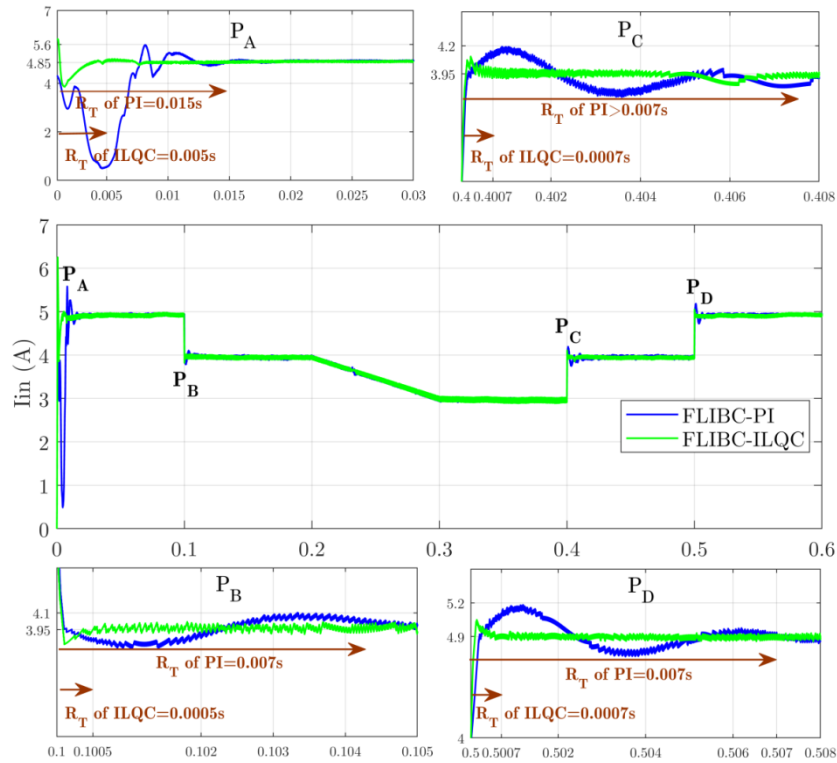 P_A
7
5.6
4.85
4
2
0
R_T of PI=0.015s
R_T of ILQC=0.005s
0 0.005 0.01 0.015 0.02 0.025 0.03
P_C
4.2
3.95
R_T of PI>0.007s
R_T of ILQC=0.0007s
0.4 0.4007 0.402 0.404 0.406 0.408
Iin (A)
7
6
5
4
3
2
1
0
P_A
P_B
P_C
P_D
FLIBC-PI
FLIBC-ILQC
0 0.1 0.2 0.3 0.4 0.5 0.6
P_B
4.1
3.95
R_T of PI=0.007s
R_T of ILQC=0.0005s
0.1 0.1005 0.102 0.103 0.104 0.105
P_D
5.2
4.9
4
R_T of PI=0.007s
R_T of ILQC=0.0007s
0.5 0.5007 0.502 0.504 0.506 0.507 0.508